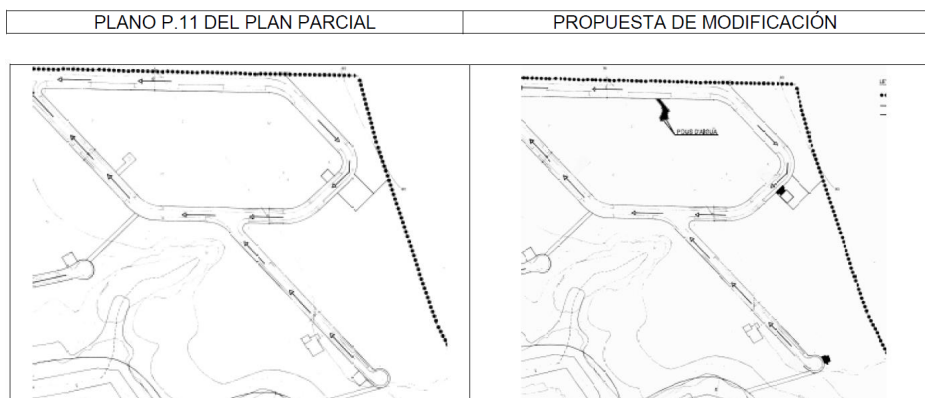 PLANO P.11 DEL PLAN PARCIAL
PROPUESTA DE MODIFICACIÓN
POUS D'AIGUA